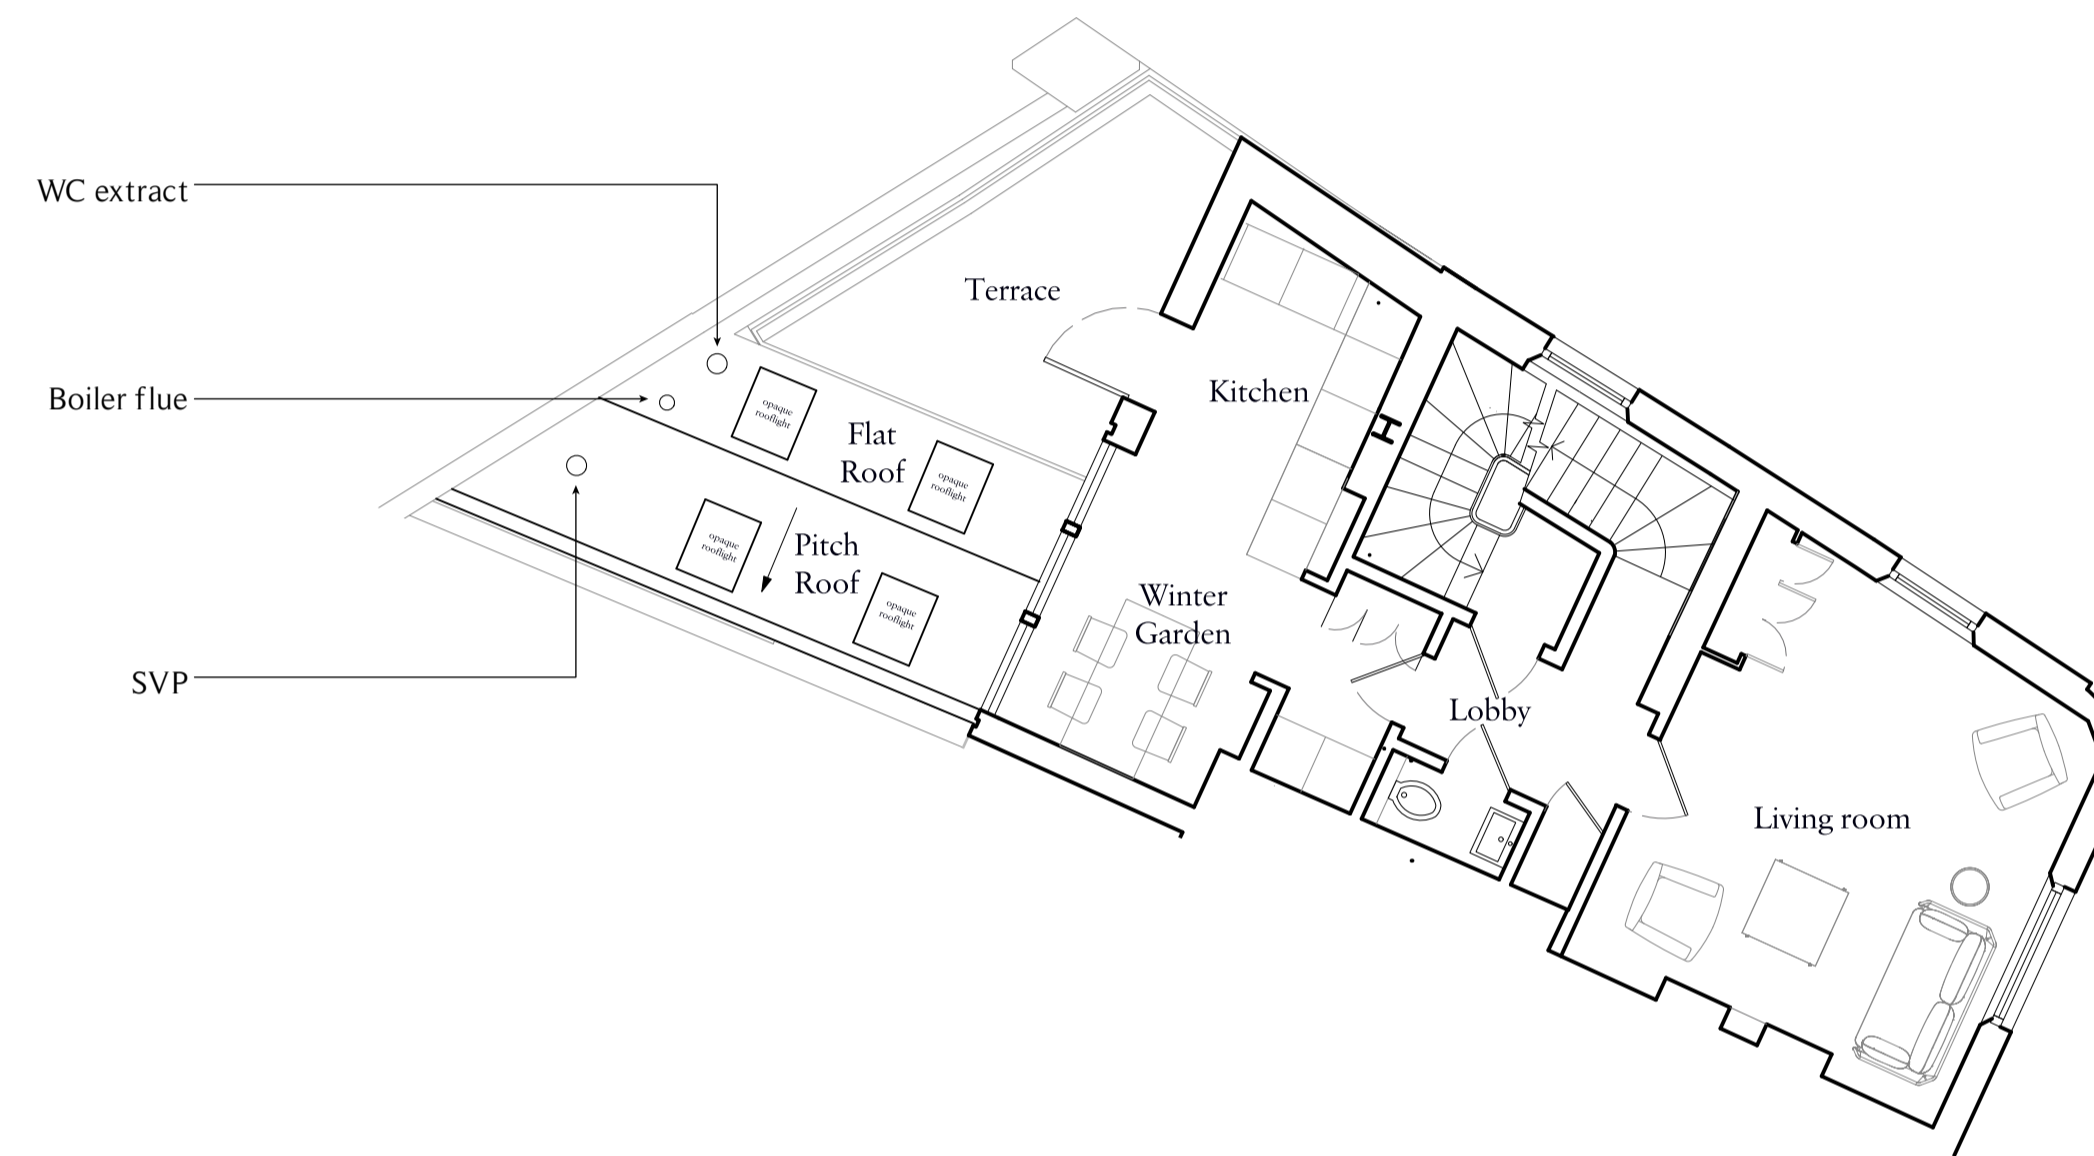 WC extract
Terrace
Boiler flue
Kitchen
opaque
rooflight
Flat
Roof
opaque
rooflight
opaque
rooflight
Pitch
Roof
opaque
rooflight
Winter
Garden
SVP
Lobby
Living room